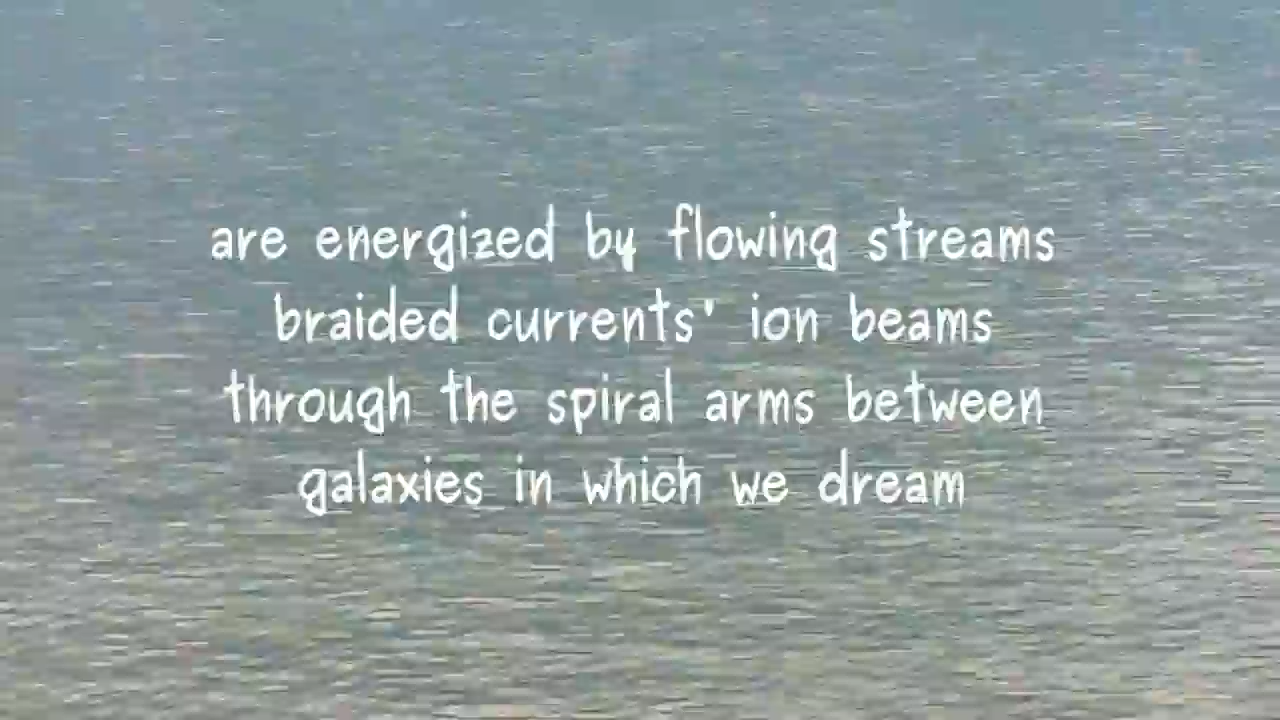 are energized by flowing streams
braided currents' ion beams
through the spiral arms between
galaxies in which we dream